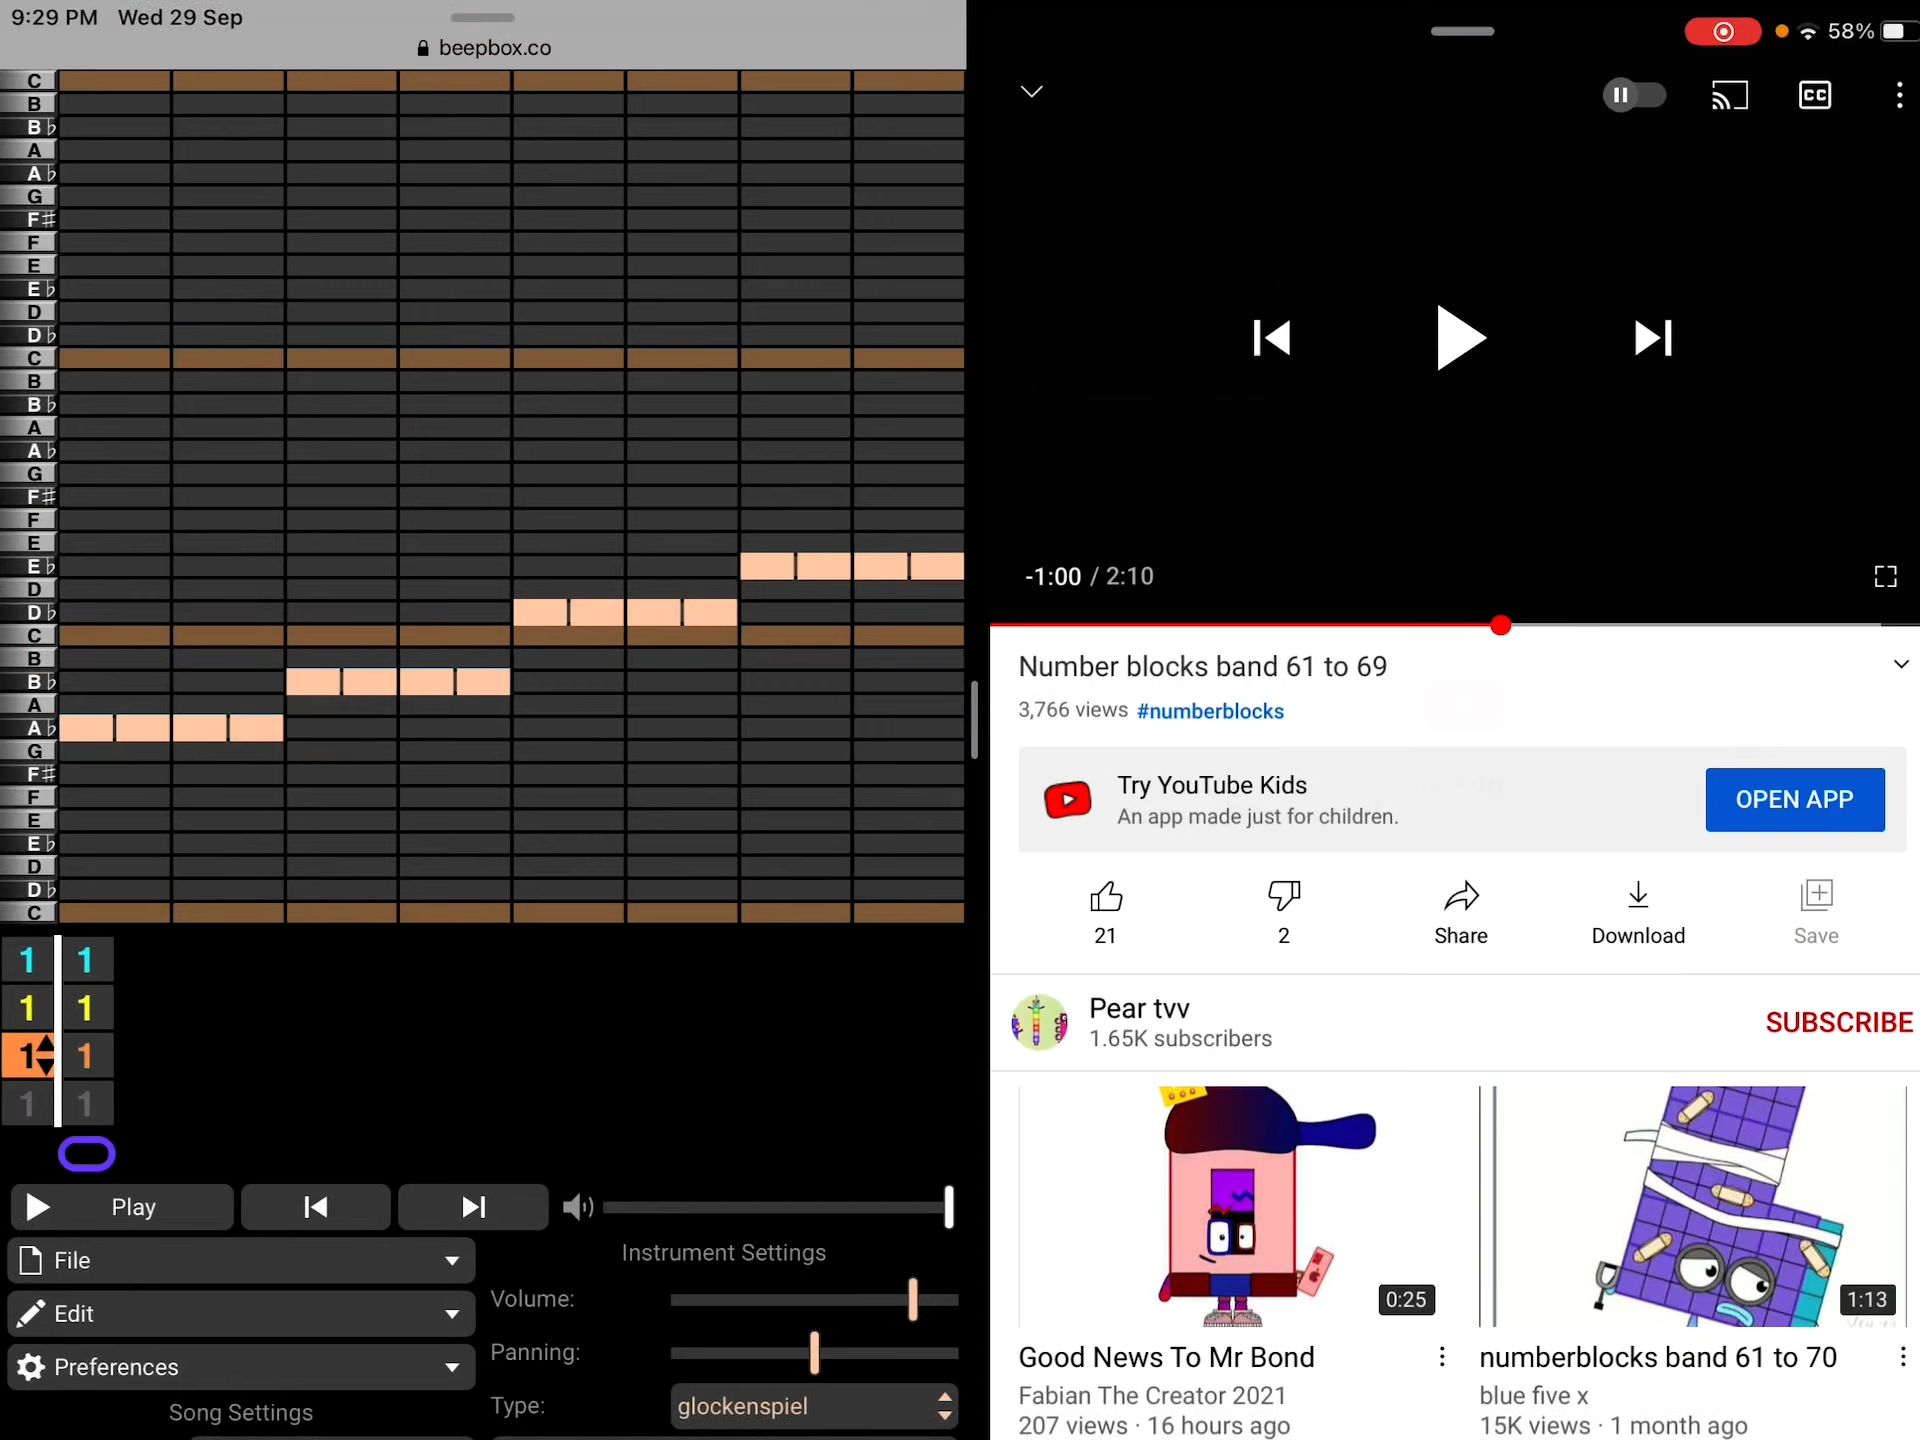 9:29 PM Wed 29 Sep
beepbox.co
58%
C
B
B♭
A
A♭
G
F♯
F
E
E♭
D
D♭
C
B
B♭
A
A♭
G
F♯
F
E
E♭
D
D♭
C
B
B♭
A
A♭
G
F♯
F
E
E♭
D
D♭
C
1 1
1 1
1 1
1 1
Play
File
Edit
Preferences
Song Settings
Instrument Settings
Volume:
Panning:
Type: glockenspiel
CC
-1:00 / 2:10
Number blocks band 61 to 69
3,766 views #numberblocks
Try YouTube Kids
An app made just for children.
OPEN APP
21 2 Share Download Save
Pear tvv
1.65K subscribers
SUBSCRIBE
0:25
Good News To Mr Bond
Fabian The Creator 2021
207 views · 16 hours ago
1:13
numberblocks band 61 to 70
blue five x
15K views · 1 month ago